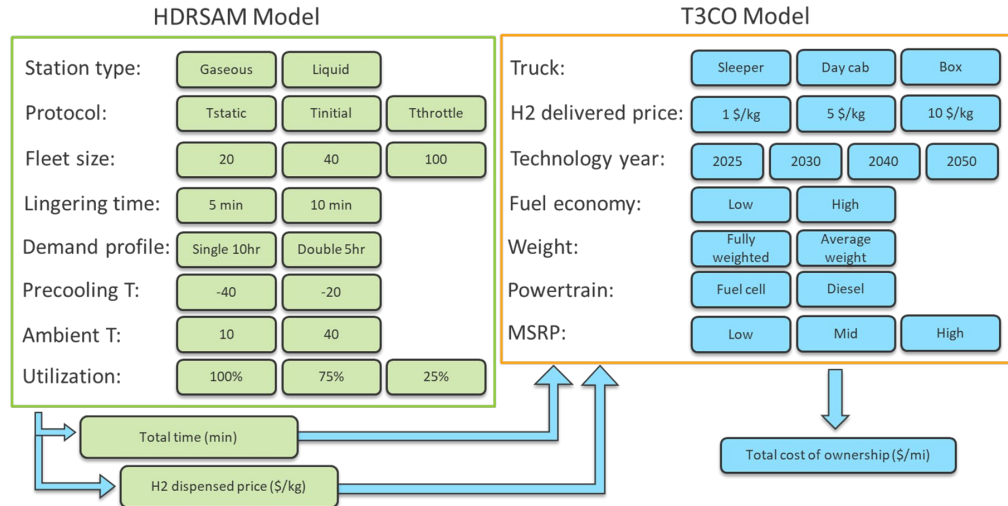 HDRSAM Model
Station type: Gaseous Liquid
Protocol: Tstatic Tinitial Tthrottle
Fleet size: 20 40 100
Lingering time: 5 min 10 min
Demand profile: Single 10hr Double 5hr
Precooling T: -40 -20
Ambient T: 10 40
Utilization: 100% 75% 25%
Total time (min)
H2 dispensed price ($/kg)
T3CO Model
Truck: Sleeper Day cab Box
H2 delivered price: 1 $/kg 5 $/kg 10 $/kg
Technology year: 2025 2030 2040 2050
Fuel economy: Low High
Weight: Fully weighted Average weight
Powertrain: Fuel cell Diesel
MSRP: Low Mid High
Total cost of ownership ($/mi)